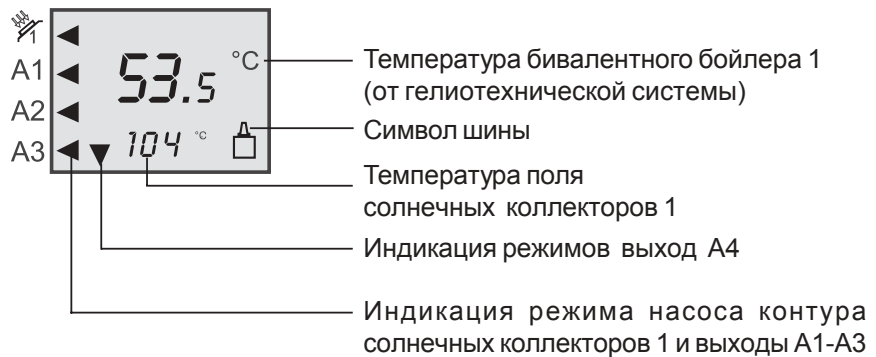 1
A1
A2
A3
53.5 °C
104 °C
Температура бивалентного бойлера 1
(от гелиотехнической системы)
Символ шины
Температура поля
солнечных коллекторов 1
Индикация режимов выход А4
Индикация режима насоса контура
солнечных коллекторов 1 и выходы А1-А3